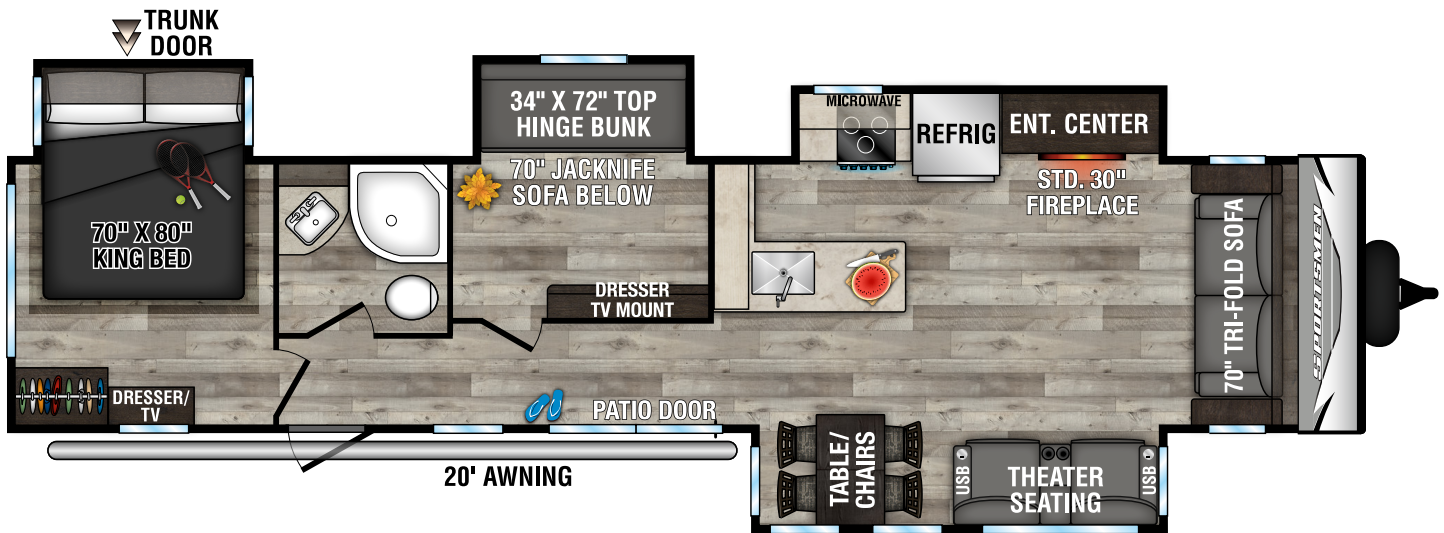 TRUNK
DOOR
34" X 72" TOP
HINGE BUNK
70" JACKNIFE
SOFA BELOW
MICROWAVE
REFRIG
ENT. CENTER
STD. 30"
FIREPLACE
70" X 80"
KING BED
DRESSER
TV MOUNT
70" TRI-FOLD SOFA
SPORTSMEN
DRESSER/
TV
PATIO DOOR
20' AWNING
TABLE/
CHAIRS
USB
THEATER
SEATING
USB